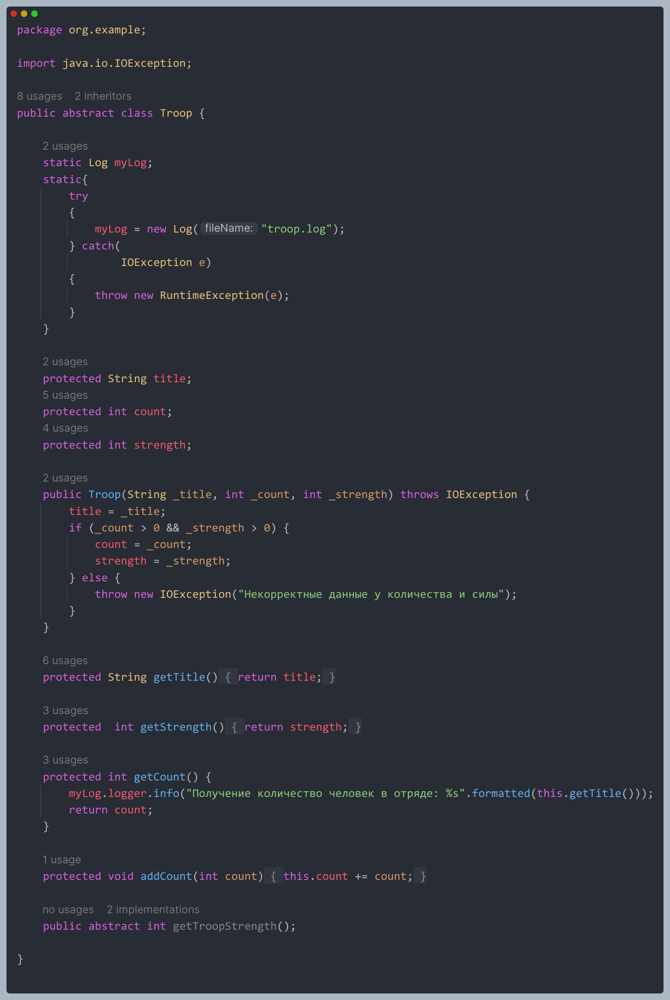 package org.example;
import java.io.IOException;
8 usages 2 inheritors
public abstract class Troop {
2 usages
static Log myLog;
static{
try
{
myLog = new Log( fileName: "troop.log");
} catch(
IOException e)
{
throw new RuntimeException(e);
}
}
2 usages
protected String title;
5 usages
protected int count;
4 usages
protected int strength;
2 usages
public Troop(String _title, int _count, int _strength) throws IOException {
title = _title;
if (_count > 0 && _strength > 0) {
count = _count;
strength = _strength;
} else {
throw new IOException("Некорректные данные у количества и силы");
}
}
6 usages
protected String getTitle() { return title; }
3 usages
protected  int getStrength() { return strength; }
3 usages
protected int getCount() {
myLog.logger.info("Получение количество человек в отряде: %s".formatted(this.getTitle()));
return count;
}
1 usage
protected void addCount(int count) { this.count += count; }
no usages 2 implementations
public abstract int getTroopStrength();
}